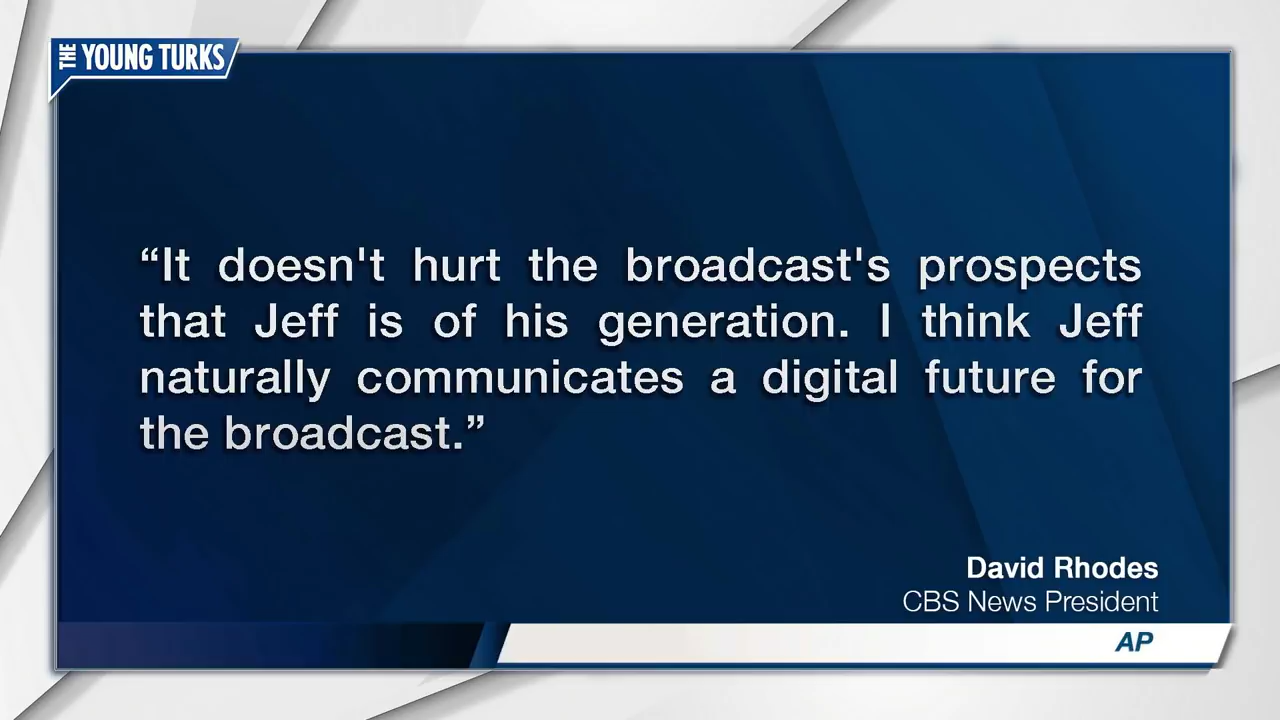 THE YOUNG TURKS
“It doesn't hurt the broadcast's prospects
that Jeff is of his generation. I think Jeff
naturally communicates a digital future for
the broadcast.”
David Rhodes
CBS News President
AP